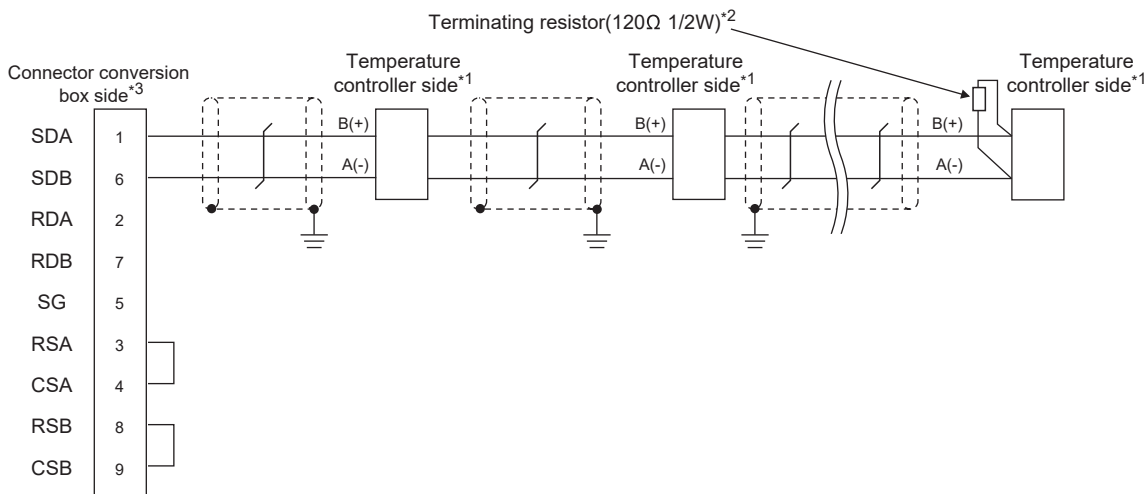 Terminating resistor(120Ω 1/2W)*2
Connector conversion
box side*3
Temperature
controller side*1
Temperature
controller side*1
Temperature
controller side*1
SDA 1 B(+) B(+) B(+)
SDB 6 A(-) A(-) A(-)
RDA 2
RDB 7
SG 5
RSA 3
CSA 4
RSB 8
CSB 9